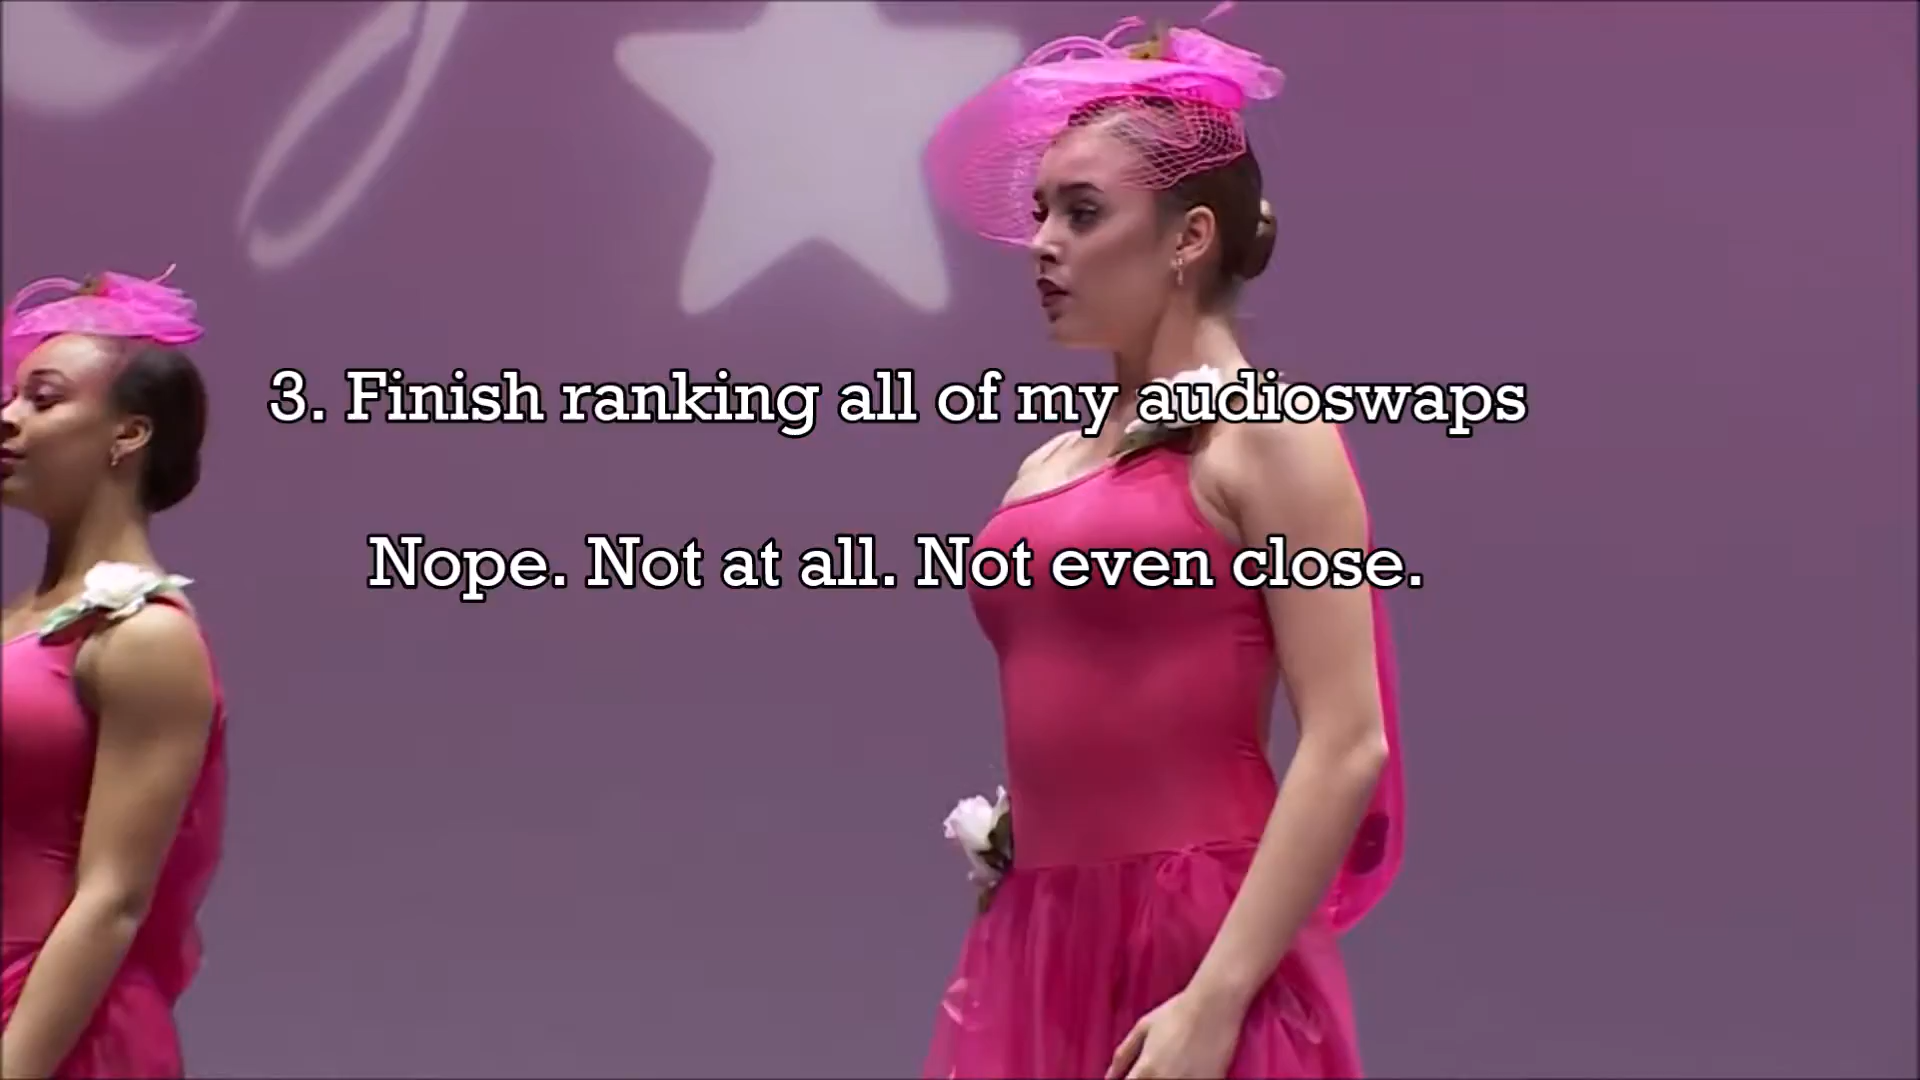 3. Finish ranking all of my audioswaps
Nope. Not at all. Not even close.